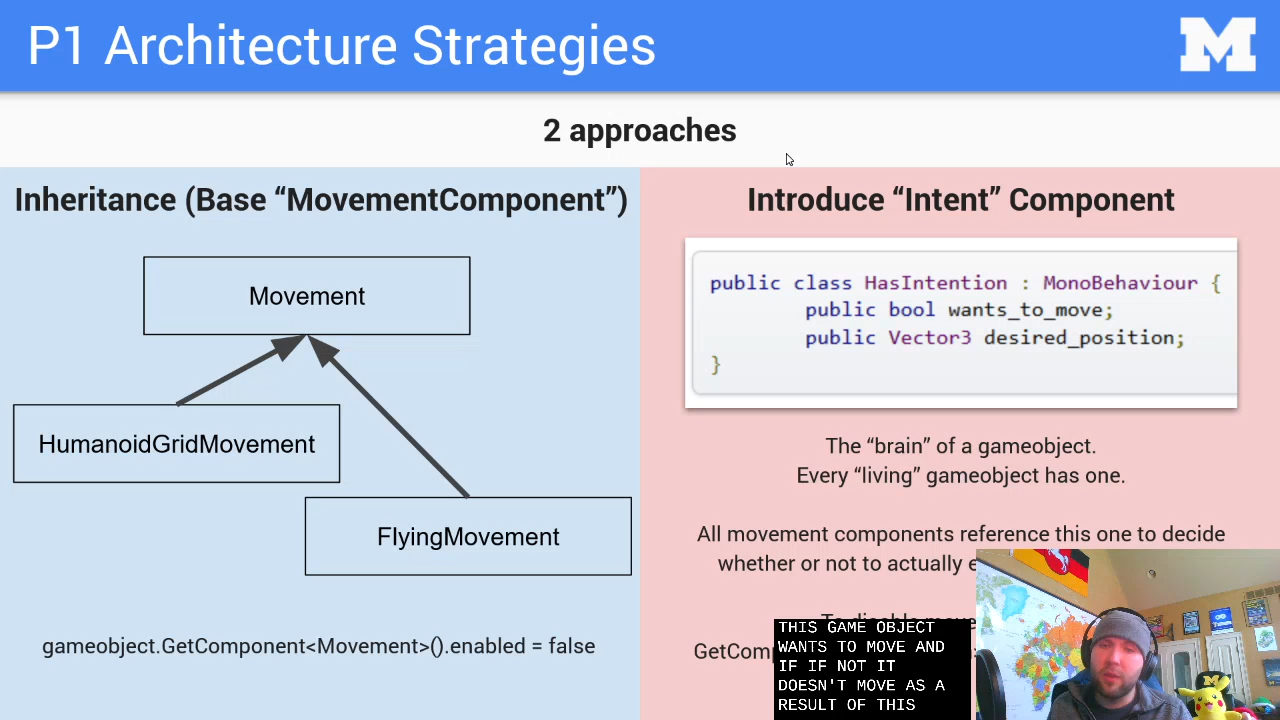 P1 Architecture Strategies
M
2 approaches
Inheritance (Base “MovementComponent”)
Movement
HumanoidGridMovement
FlyingMovement
gameobject.GetComponent<Movement>().enabled = false
Introduce “Intent” Component
public class HasIntention : MonoBehaviour {
public bool wants_to_move;
public Vector3 desired_position;
}
The “brain” of a gameobject.
Every “living” gameobject has one.
All movement components reference this one to decide
whether or not to actually
THIS GAME OBJECT
WANTS TO MOVE AND
IF IF NOT IT
DOESN'T MOVE AS A
RESULT OF THIS